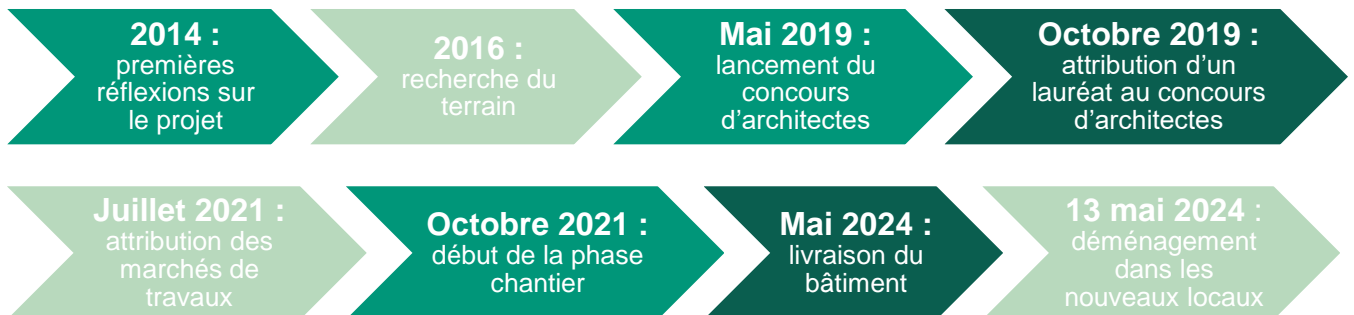 2014 :
premières
réflexions sur
le projet
2016 :
recherche du
terrain
Mai 2019 :
lancement du
concours
d’architectes
Octobre 2019 :
attribution d’un
lauréat au concours
d’architectes
Juillet 2021 :
attribution des
marchés de
travaux
Octobre 2021 :
début de la phase
chantier
Mai 2024 :
livraison du
bâtiment
13 mai 2024 :
déménagement
dans les
nouveaux locaux